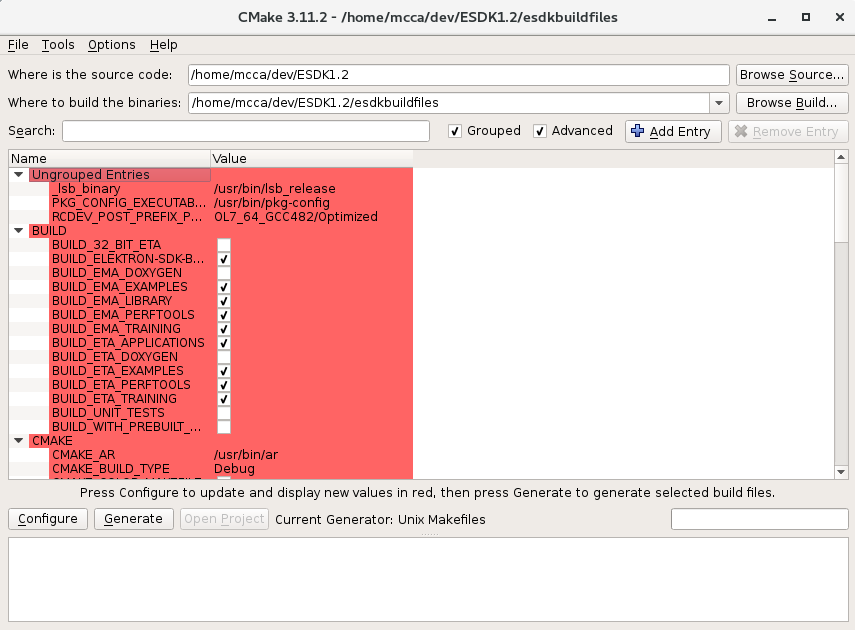 CMake 3.11.2 - /home/mcca/dev/ESDK1.2/esdkbuildfiles
File Tools Options Help
Where is the source code: /home/mcca/dev/ESDK1.2 Browse Source...
Where to build the binaries: /home/mcca/dev/ESDK1.2/esdkbuildfiles Browse Build...
Search: Grouped Advanced Add Entry Remove Entry
Name Value
Ungrouped Entries
_lsb_binary /usr/bin/lsb_release
PKG_CONFIG_EXECUTAB... /usr/bin/pkg-config
RCDEV_POST_PREFIX_P... OL7_64_GCC482/Optimized
BUILD
BUILD_32_BIT_ETA
BUILD_ELEKTRON-SDK-B...
BUILD_EMA_DOXYGEN
BUILD_EMA_EXAMPLES
BUILD_EMA_LIBRARY
BUILD_EMA_PERFTOOLS
BUILD_EMA_TRAINING
BUILD_ETA_APPLICATIONS
BUILD_ETA_DOXYGEN
BUILD_ETA_EXAMPLES
BUILD_ETA_PERFTOOLS
BUILD_ETA_TRAINING
BUILD_UNIT_TESTS
BUILD_WITH_PREBUILT_...
CMAKE
CMAKE_AR /usr/bin/ar
CMAKE_BUILD_TYPE Debug
Press Configure to update and display new values in red, then press Generate to generate selected build files.
Configure Generate Open Project Current Generator: Unix Makefiles